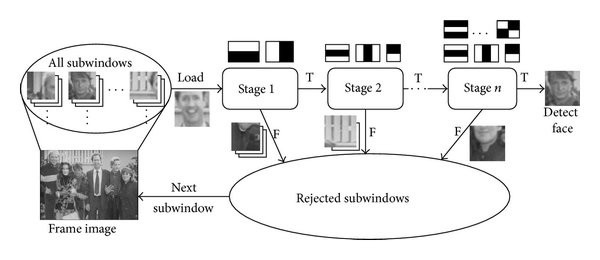 All subwindows
Load
Stage 1
T
Stage 2
T
Stage n
T
Detect
face
F
F
F
Rejected subwindows
Next
subwindow
Frame image